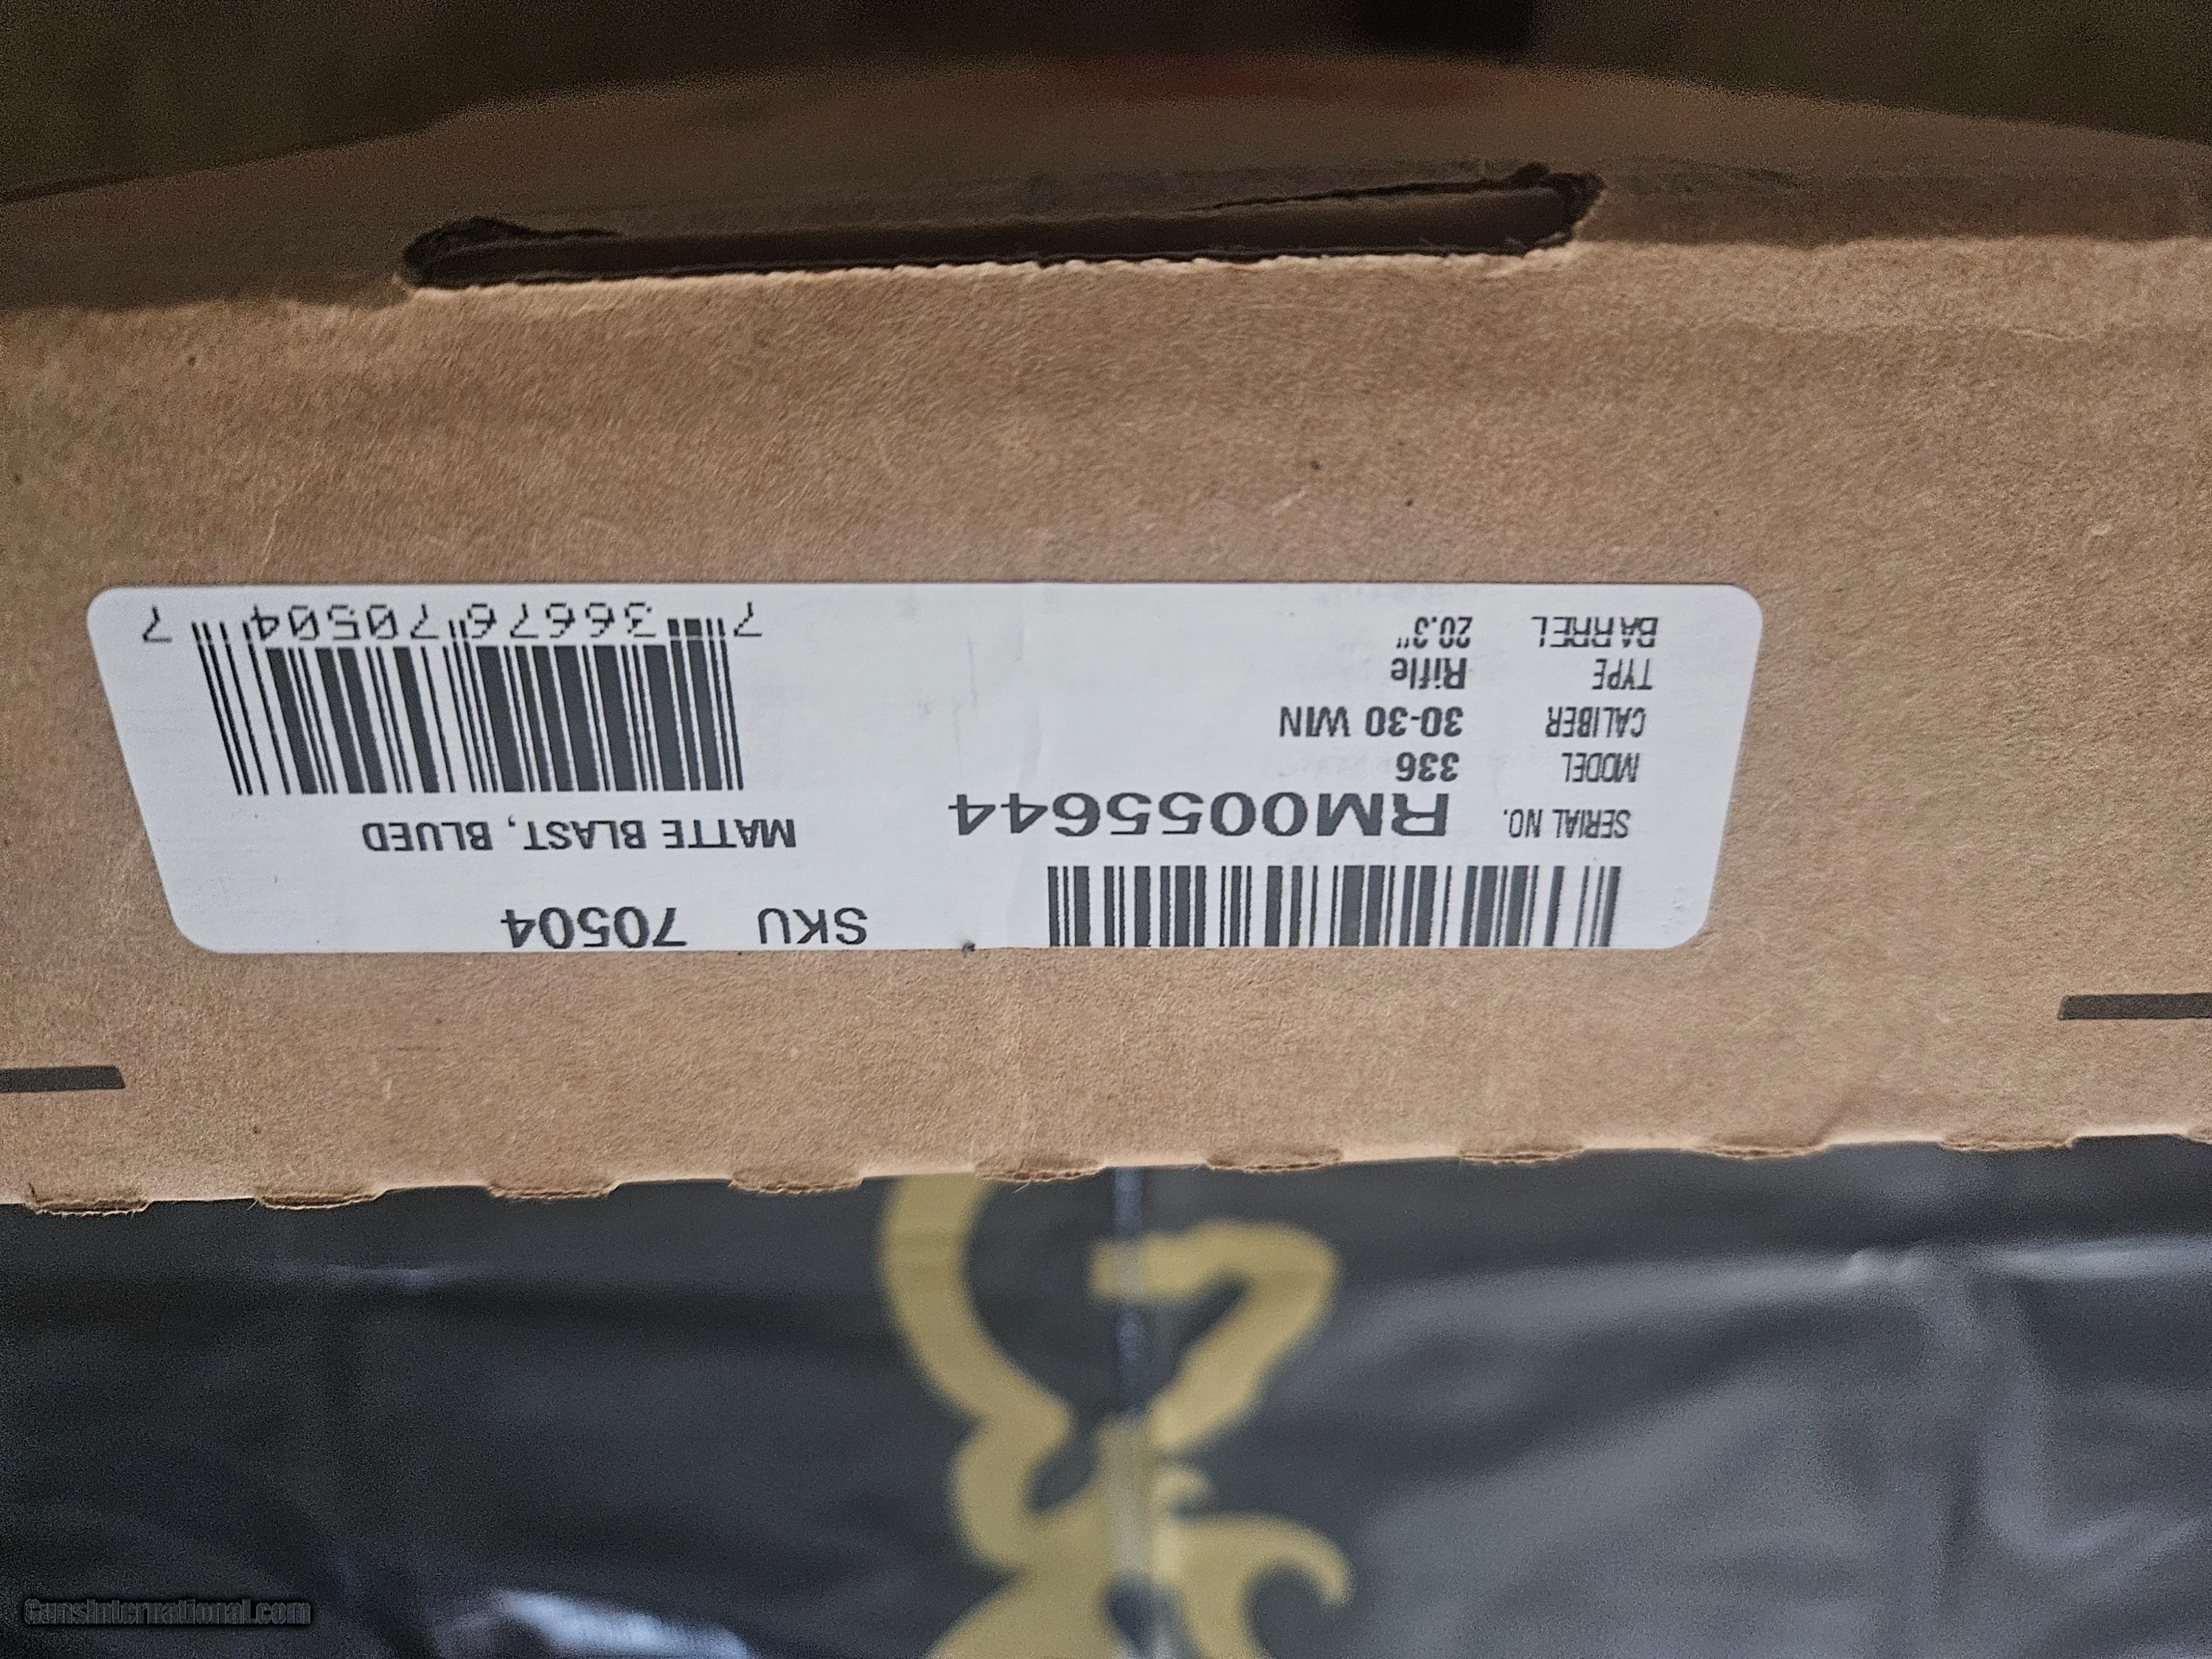 SKU 70504
SERIAL NO. RM0055644
MATTE BLAST, BLUED
MODEL 336
CALIBER 30-30 WIN
TYPE Rifle
BARREL 20.3"
7 36676 70504 7
GunsInternational.com